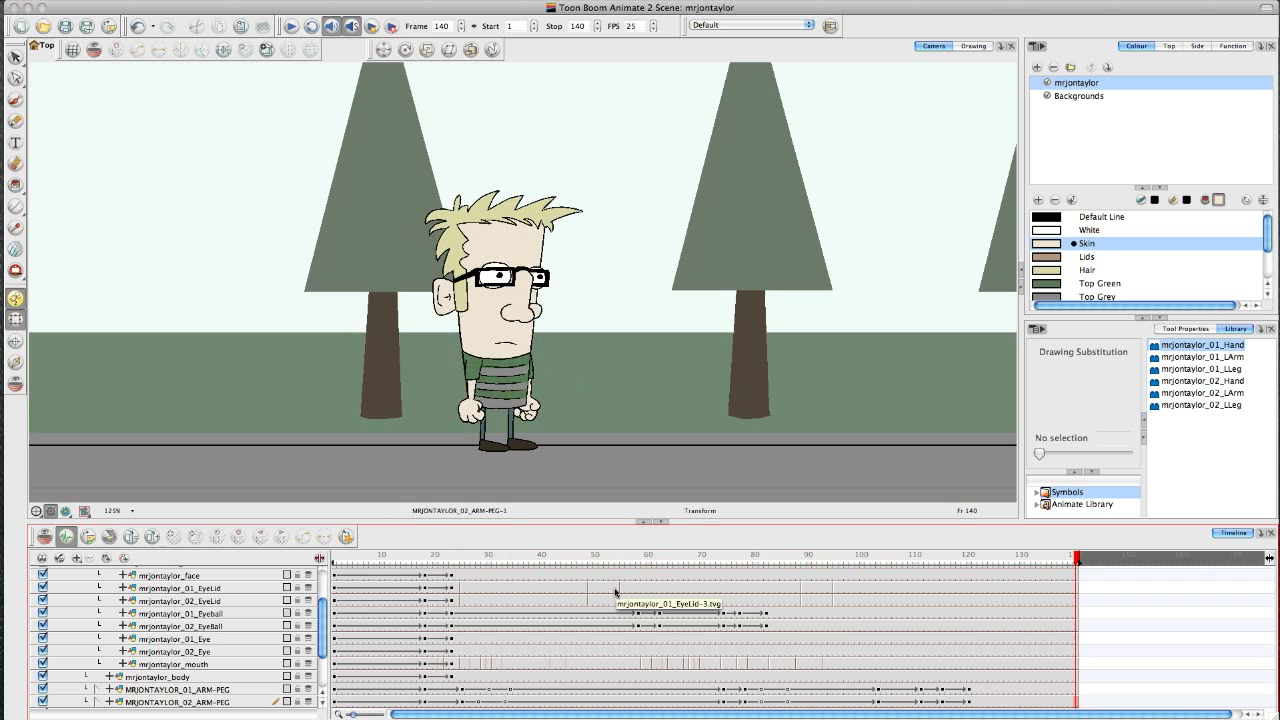 Toon Boom Animate 2 Scene: mrjontaylor
Frame 140 Start 1 Stop 140 FPS 25 Default
Top Camera Drawing Colour Top Side Function
mrjontaylor
Backgrounds
Default Line
White
Skin
Lids
Hair
Top Green
Top Grey
Tool Properties Library
Drawing Substitution
No selection
mrjontaylor_01_Hand
mrjontaylor_01_LArm
mrjontaylor_01_LLeg
mrjontaylor_02_Hand
mrjontaylor_02_LArm
mrjontaylor_02_LLeg
Symbols
Animate Library
125% MRJONTAYLOR_02_ARM-PEG-1 Transform Fr 140
Timeline
10 20 30 40 50 60 70 80 90 100 110 120 130
mrjontaylor_face
mrjontaylor_01_EyeLid
mrjontaylor_02_EyeLid
mrjontaylor_01_EyeLid-3.tvg
mrjontaylor_01_Eyeball
mrjontaylor_02_EyeBall
mrjontaylor_01_Eye
mrjontaylor_02_Eye
mrjontaylor_mouth
mrjontaylor_body
MRJONTAYLOR_01_ARM-PEG
MRJONTAYLOR_02_ARM-PEG